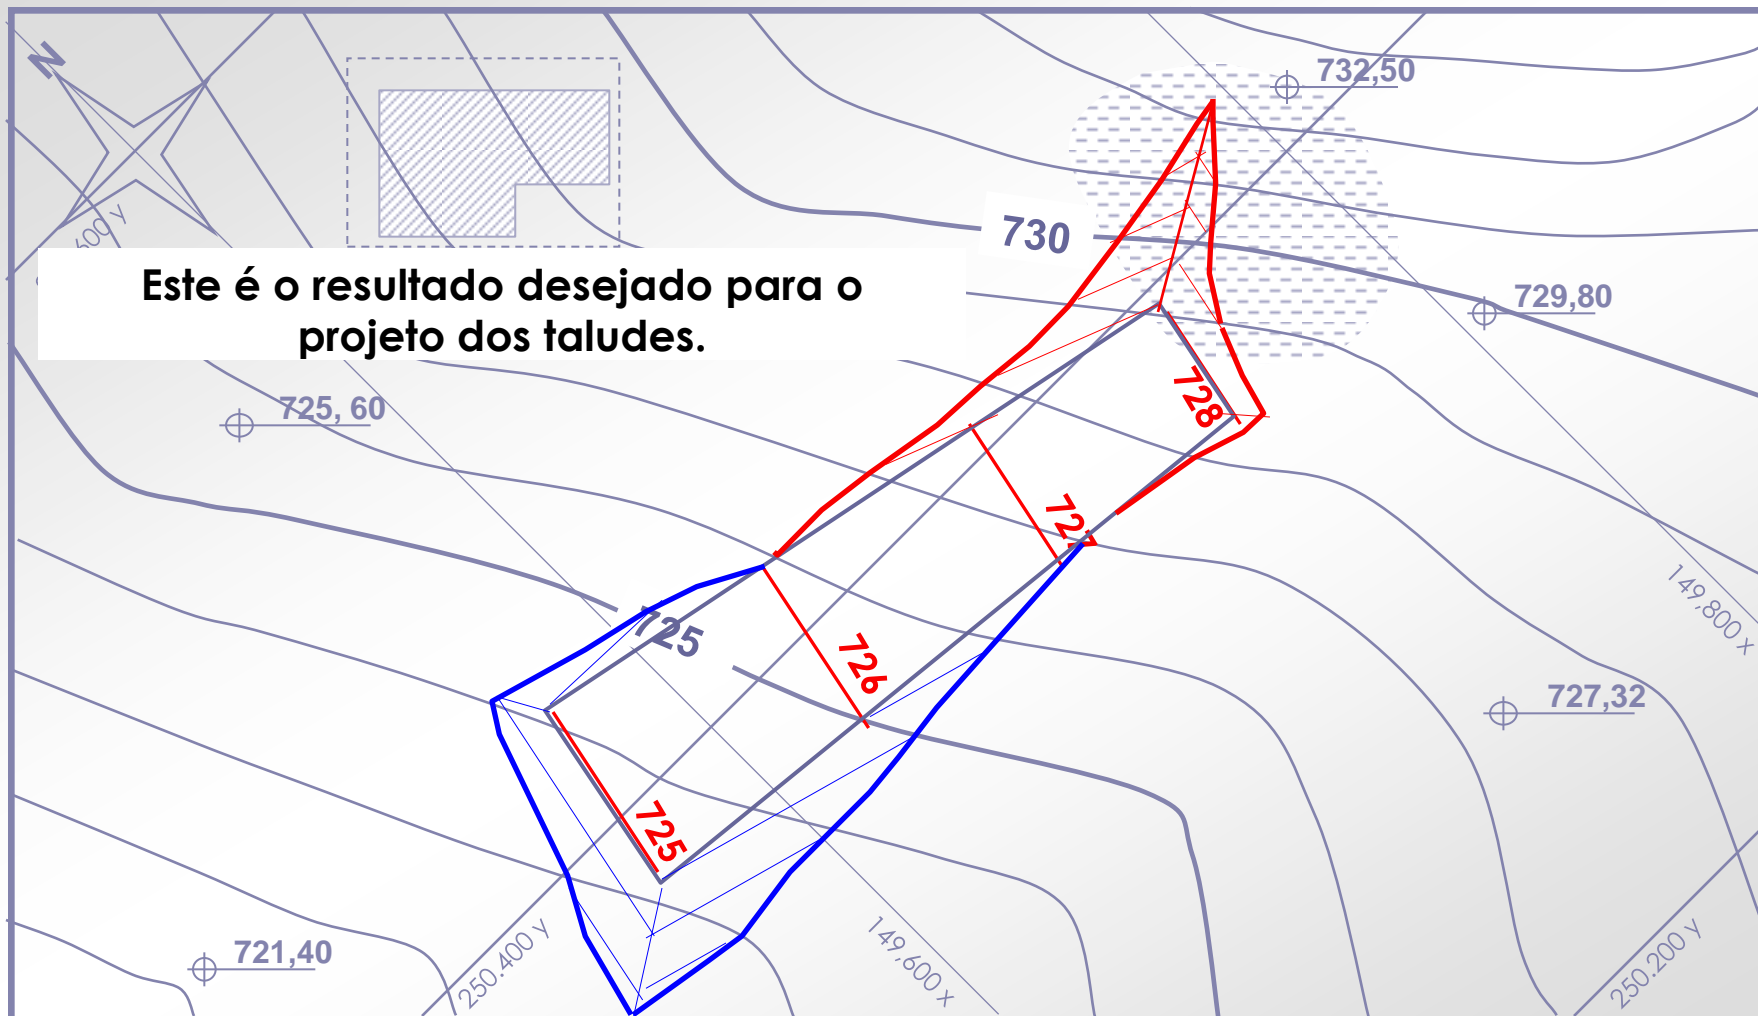 N
732,50
600 y
730
Este é o resultado desejado para o
projeto dos taludes.
729,80
728
725, 60
727
149,800 x
725
726
727,32
725
721,40
250.400 y
149,600 x
250.200 y